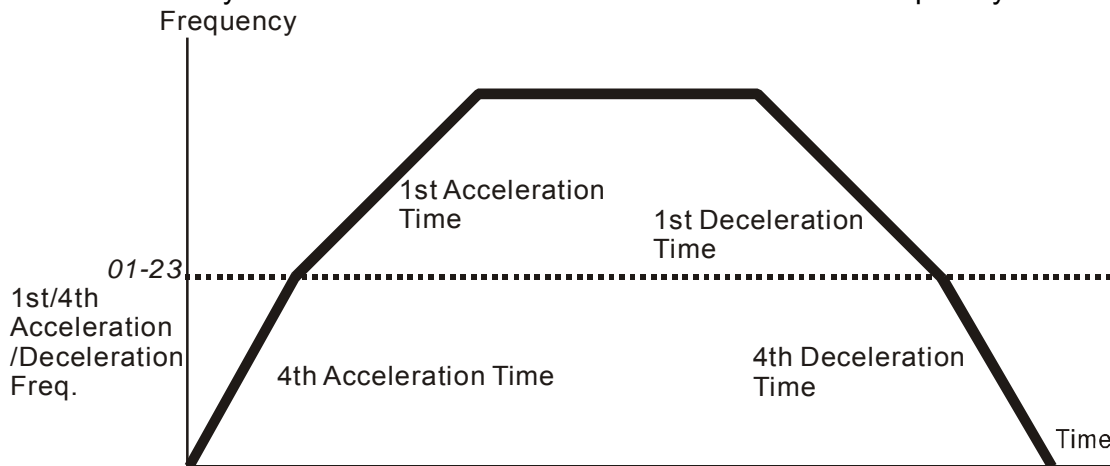 Frequency
1st Acceleration
Time
1st Deceleration
Time
01-23
1st/4th
Acceleration
/Deceleration
Freq.
4th Acceleration Time
4th Deceleration
Time
Time